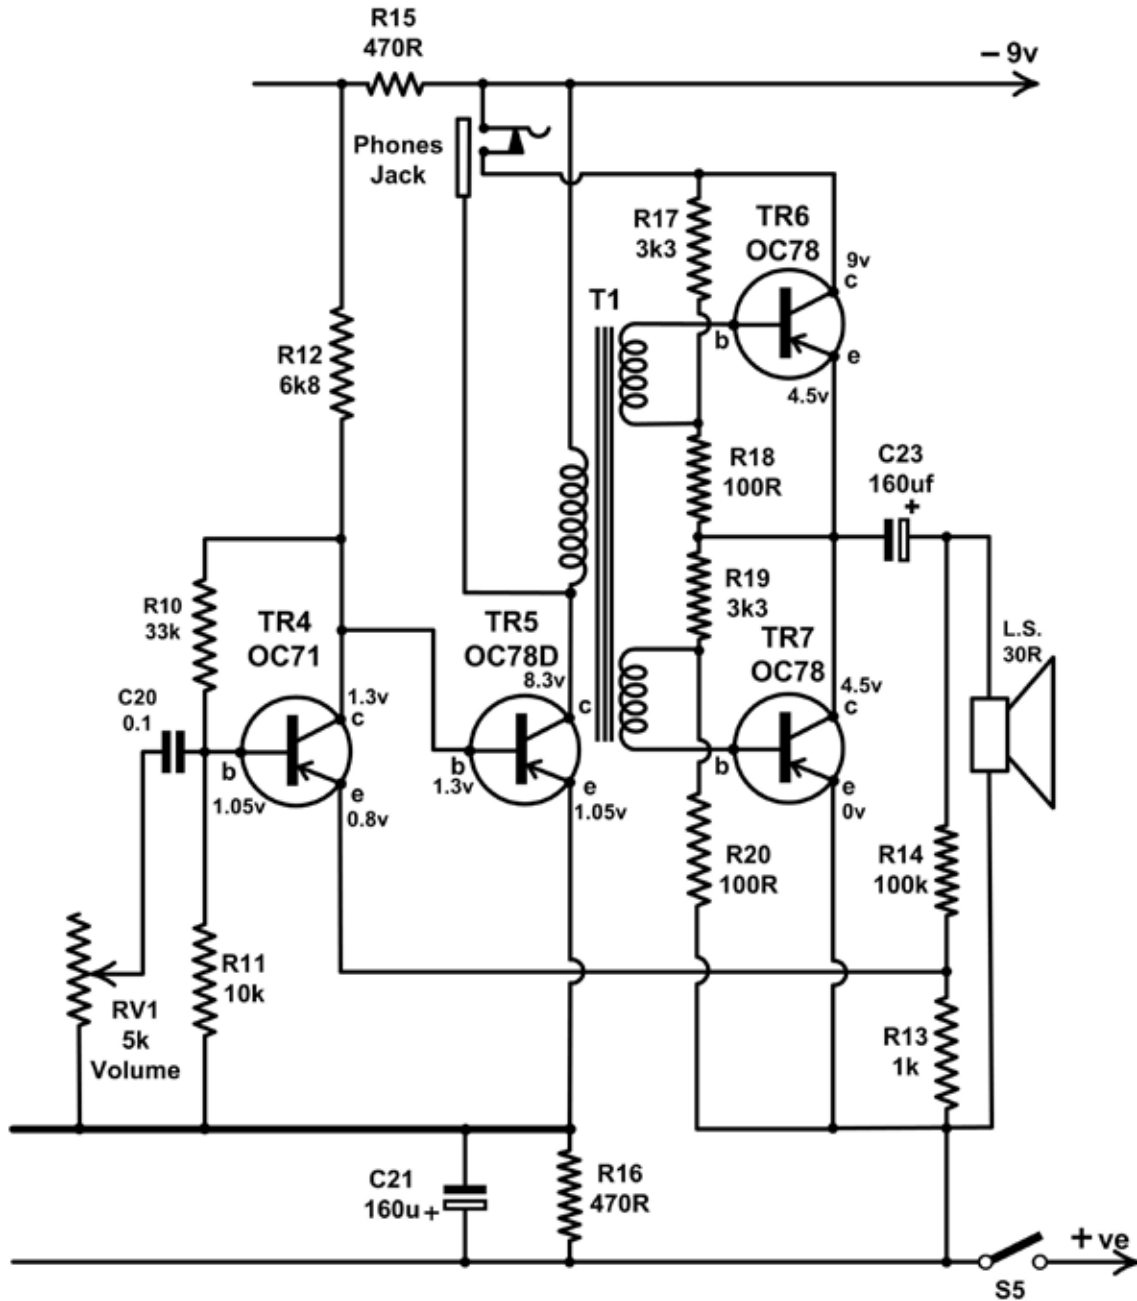 R15
470R
– 9v
Phones
Jack
R17
3k3
TR6
OC78
9v
c
T1
b
e
4.5v
R12
6k8
R18
100R
C23
160uf
+
R19
3k3
R10
33k
TR4
OC71
TR5
OC78D
8.3v
TR7
OC78
L.S.
30R
C20
0.1
1.3v
c
c
4.5v
c
b
1.05v
e
0.8v
b
1.3v
e
1.05v
b
e
0v
R20
100R
R14
100k
R11
10k
RV1
5k
Volume
R13
1k
C21
160u+
R16
470R
+ ve
S5